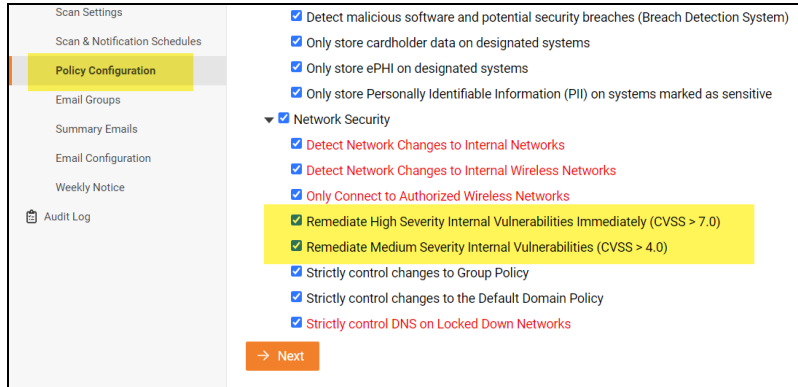 Scan Settings
Scan & Notification Schedules
Policy Configuration
Email Groups
Summary Emails
Email Configuration
Weekly Notice
Audit Log
Detect malicious software and potential security breaches (Breach Detection System)
Only store cardholder data on designated systems
Only store ePHI on designated systems
Only store Personally Identifiable Information (PII) on systems marked as sensitive
Network Security
Detect Network Changes to Internal Networks
Detect Network Changes to Internal Wireless Networks
Only Connect to Authorized Wireless Networks
Remediate High Severity Internal Vulnerabilities Immediately (CVSS > 7.0)
Remediate Medium Severity Internal Vulnerabilities (CVSS > 4.0)
Strictly control changes to Group Policy
Strictly control changes to the Default Domain Policy
Strictly control DNS on Locked Down Networks
Next